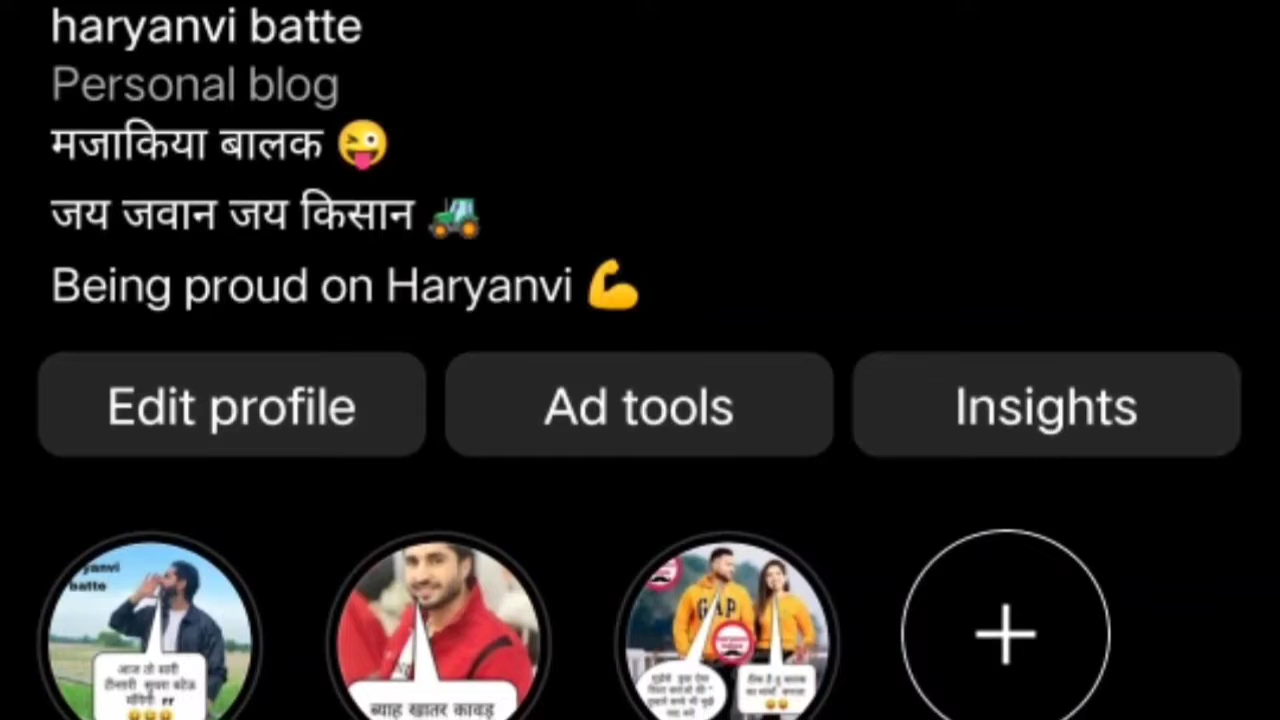 haryanvi batte
Personal blog
मजाकिया बालक 😜
जय जवान जय किसान 🚜
Being proud on Haryanvi 💪
Edit profile
Ad tools
Insights
batte
आज तो सारी
GAP
ब्याह खातर कावड़